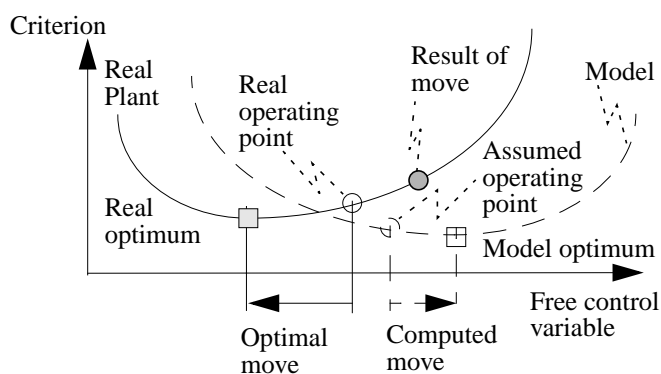 Criterion
Real
Plant
Real
operating
point
Result of
move
Model
Assumed
operating
point
Real
optimum
Model optimum
Free control
variable
Optimal
move
Computed
move